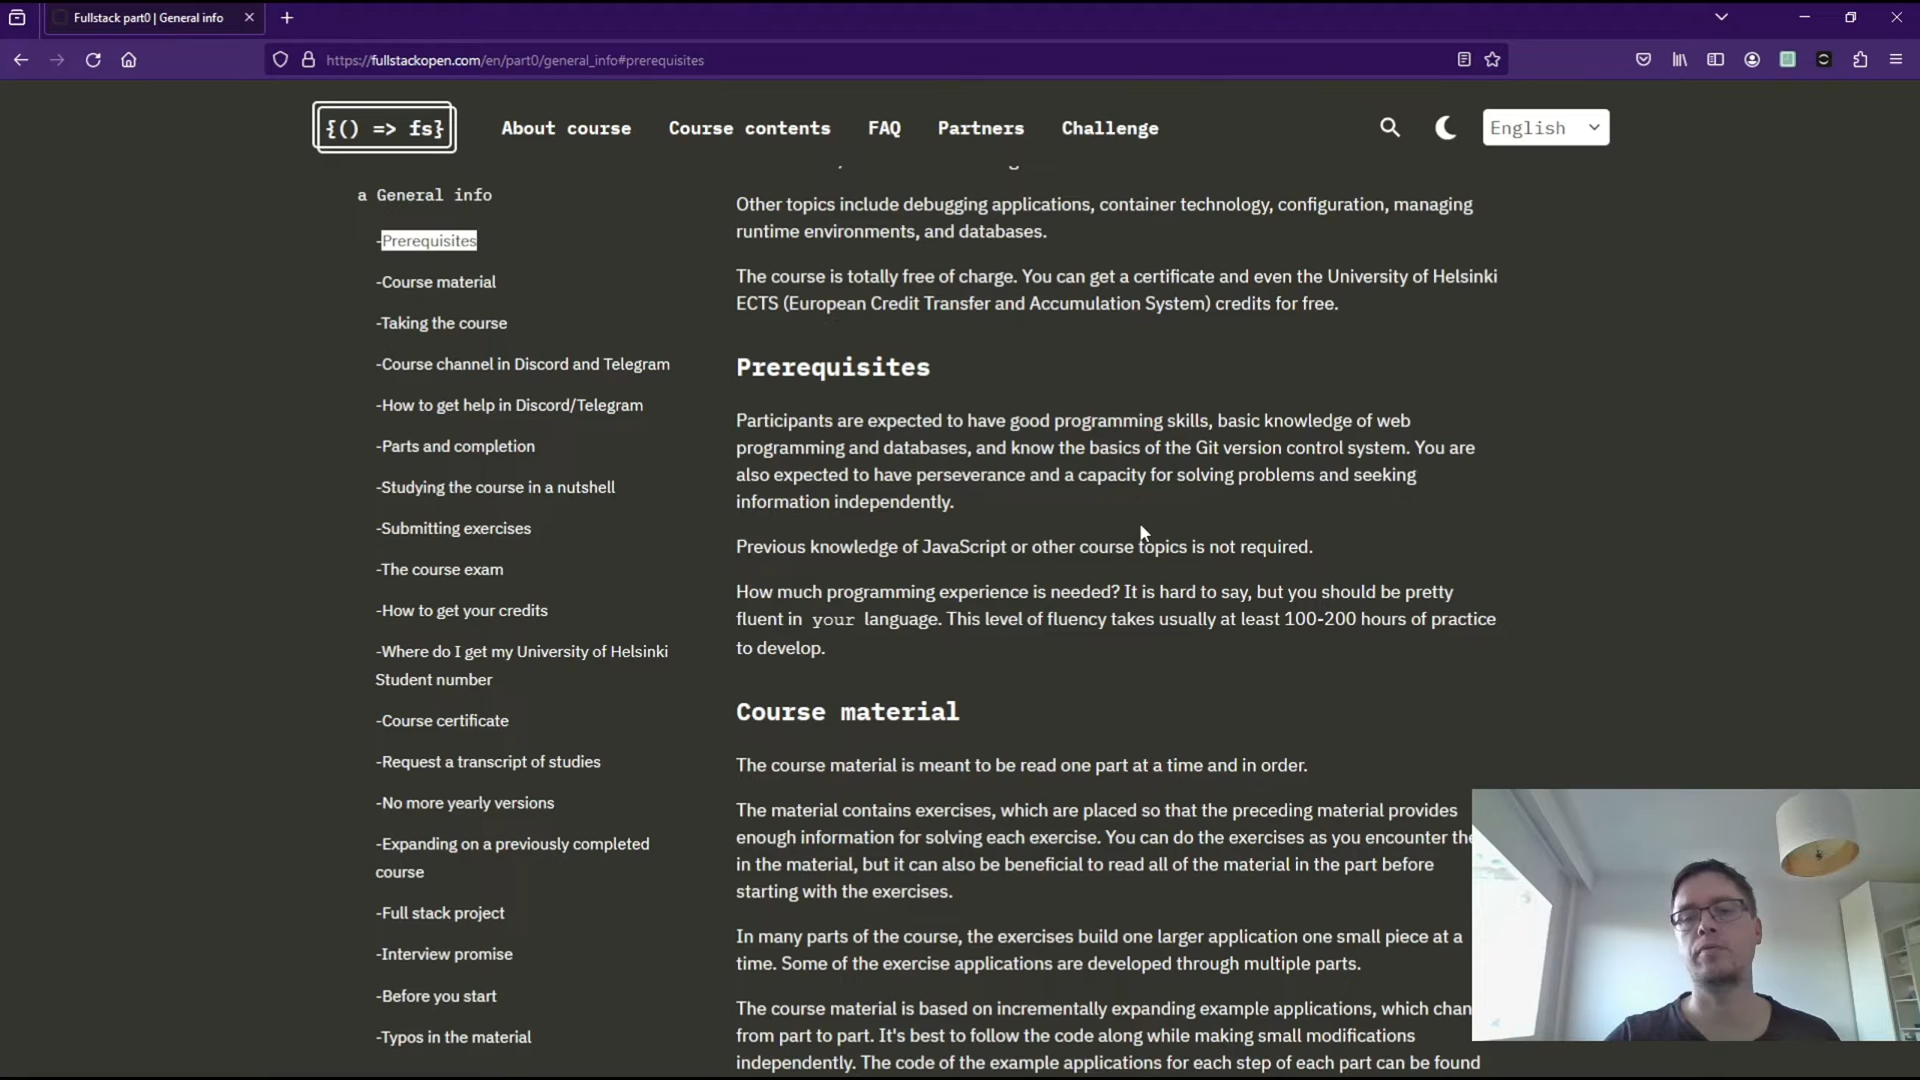 Fullstack part0 | General info
https://fullstackopen.com/en/part0/general_info#prerequisites
{() => fs}
About course
Course contents
FAQ
Partners
Challenge
English
a General info
-Prerequisites
-Course material
-Taking the course
-Course channel in Discord and Telegram
-How to get help in Discord/Telegram
-Parts and completion
-Studying the course in a nutshell
-Submitting exercises
-The course exam
-How to get your credits
-Where do I get my University of Helsinki
Student number
-Course certificate
-Request a transcript of studies
-No more yearly versions
-Expanding on a previously completed
course
-Full stack project
-Interview promise
-Before you start
-Typos in the material
Other topics include debugging applications, container technology, configuration, managing
runtime environments, and databases.
The course is totally free of charge. You can get a certificate and even the University of Helsinki
ECTS (European Credit Transfer and Accumulation System) credits for free.
Prerequisites
Participants are expected to have good programming skills, basic knowledge of web
programming and databases, and know the basics of the Git version control system. You are
also expected to have perseverance and a capacity for solving problems and seeking
information independently.
Previous knowledge of JavaScript or other course topics is not required.
How much programming experience is needed? It is hard to say, but you should be pretty
fluent in your language. This level of fluency takes usually at least 100-200 hours of practice
to develop.
Course material
The course material is meant to be read one part at a time and in order.
The material contains exercises, which are placed so that the preceding material provides
enough information for solving each exercise. You can do the exercises as you encounter the
in the material, but it can also be beneficial to read all of the material in the part before
starting with the exercises.
In many parts of the course, the exercises build one larger application one small piece at a
time. Some of the exercise applications are developed through multiple parts.
The course material is based on incrementally expanding example applications, which chan
from part to part. It's best to follow the code along while making small modifications
independently. The code of the example applications for each step of each part can be found